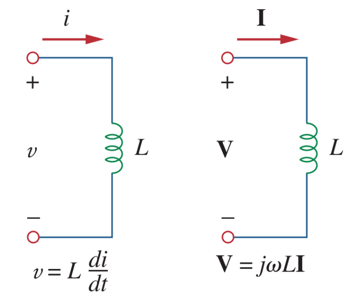 i I
+ +
v L V L
− −
v = L di/dt V = jωLI